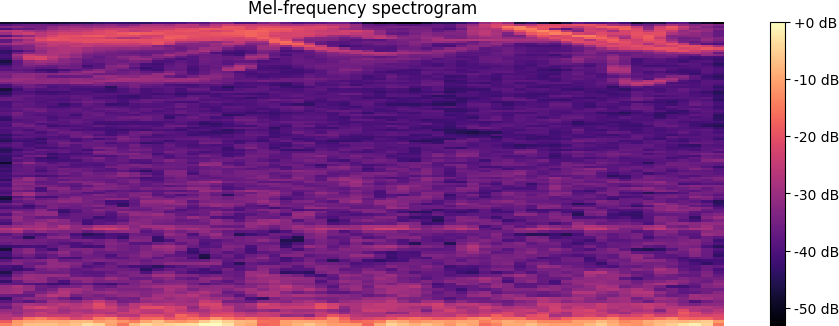 Mel-frequency spectrogram
+0 dB
-10 dB
-20 dB
-30 dB
-40 dB
-50 dB